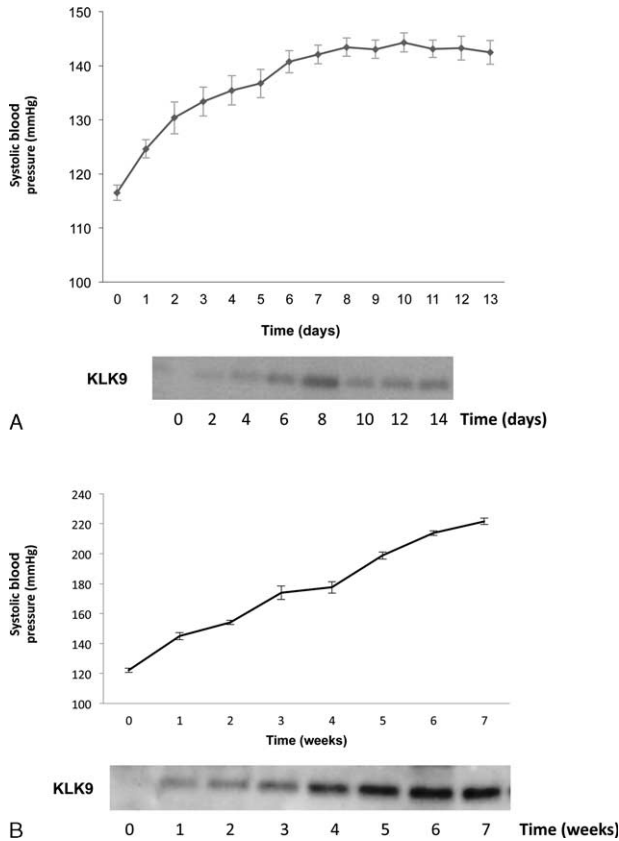 150
140
130
120
110
100
Systolic blood
pressure (mmHg)
0 1 2 3 4 5 6 7 8 9 10 11 12 13
Time (days)
KLK9
0 2 4 6 8 10 12 14 Time (days)
A
240
220
200
180
160
140
120
Systolic blood
pressure (mmHg)
0 1 2 3 4 5 6 7
Time (weeks)
KLK9
0 1 2 3 4 5 6 7 Time (weeks)
B